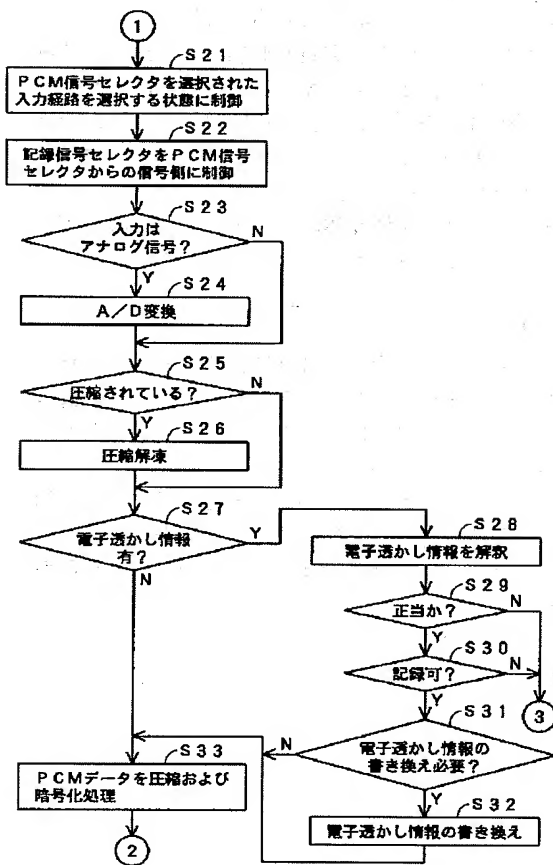 1
S21
PCM信号セレクタを選択された
入力経路を選択する状態に制御
S22
記録信号セレクタをPCM信号
セレクタからの信号側に制御
S23
入力は
アナログ信号?
N
Y
S24
A/D変換
S25
圧縮されている?
N
Y
S26
圧縮解凍
S27
電子透かし情報
有?
Y
N
S28
電子透かし情報を解釈
S29
正当か?
N
Y
S30
記録可?
N
Y
3
S31
電子透かし情報の
書き換え必要?
N
Y
S32
電子透かし情報の書き換え
S33
PCMデータを圧縮および
暗号化処理
2